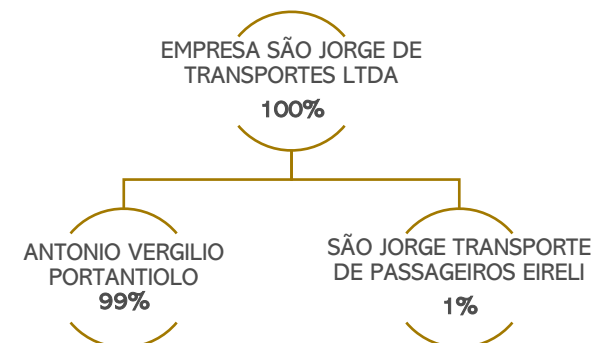 EMPRESA SÃO JORGE DE
TRANSPORTES LTDA
100%
ANTONIO VERGILIO
PORTANTIOLO
99%
SÃO JORGE TRANSPORTE
DE PASSAGEIROS EIRELI
1%